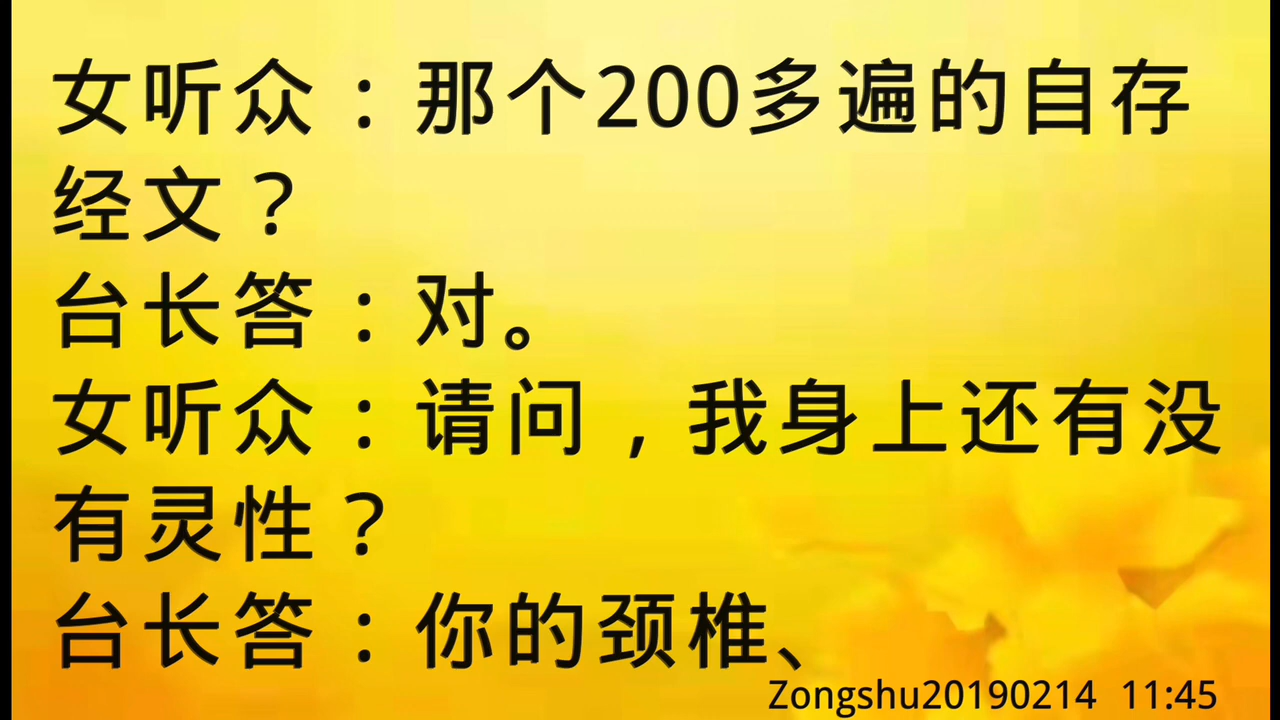 女听众：那个200多遍的自存
经文？
台长答：对。
女听众：请问，我身上还有没
有灵性？
台长答：你的颈椎、
Zongshu20190214 11:45